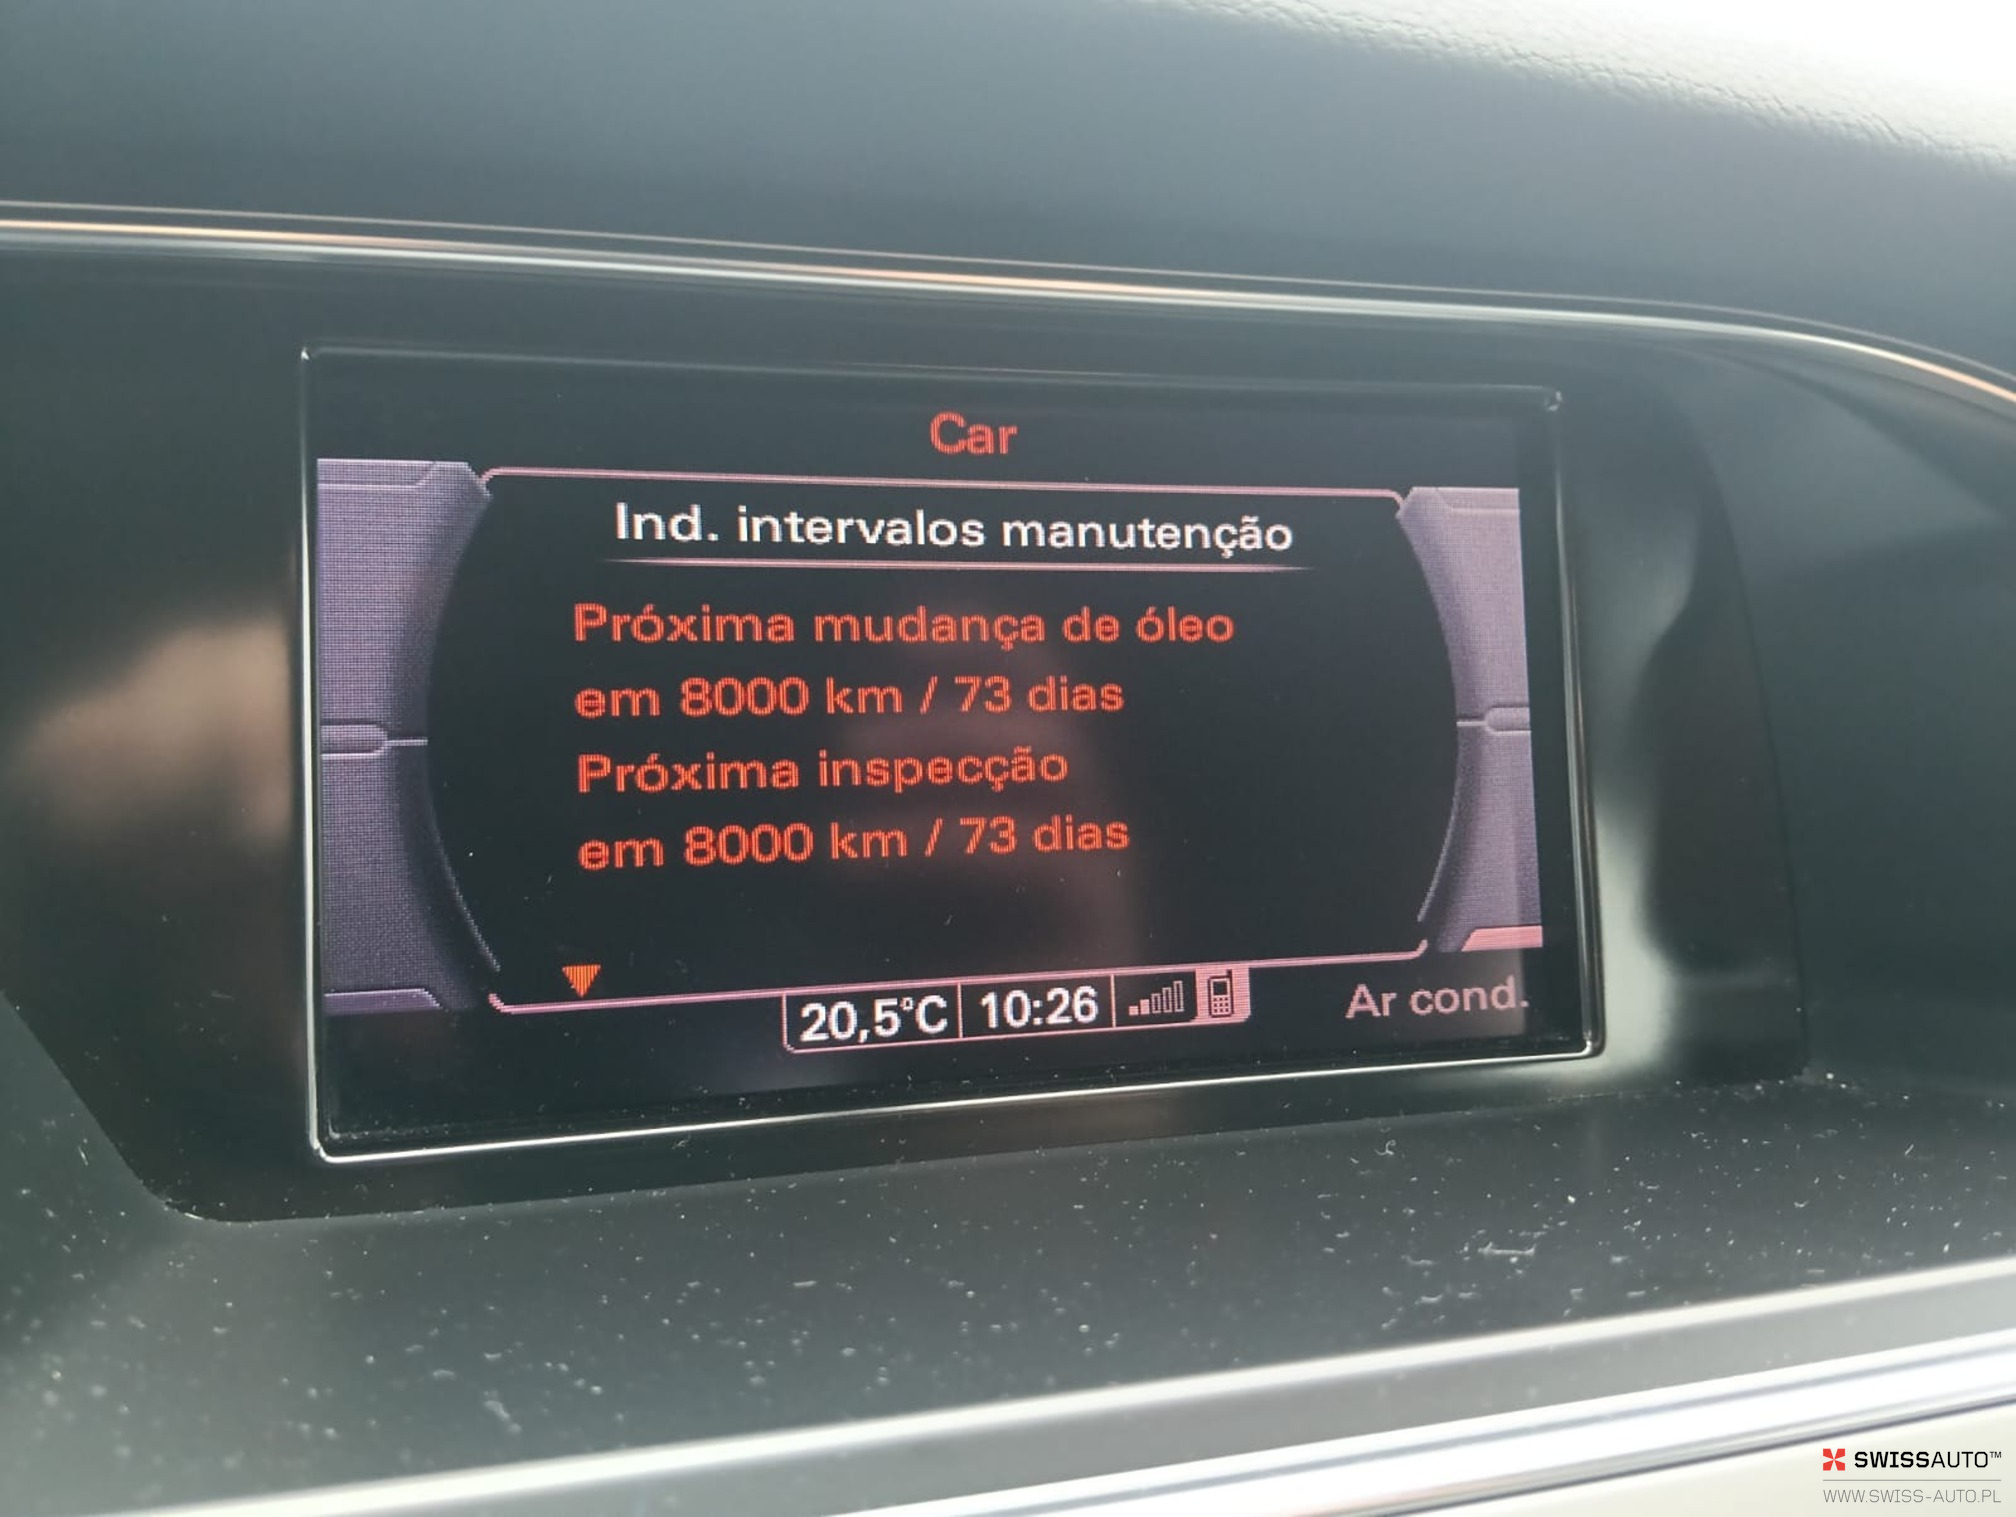 Car
Ind. intervalos manutenção
Próxima mudança de óleo
em 8000 km / 73 dias
Próxima inspecção
em 8000 km / 73 dias
20,5°C 10:26
Ar cond.
SWISSAUTO™
WWW.SWISS-AUTO.PL